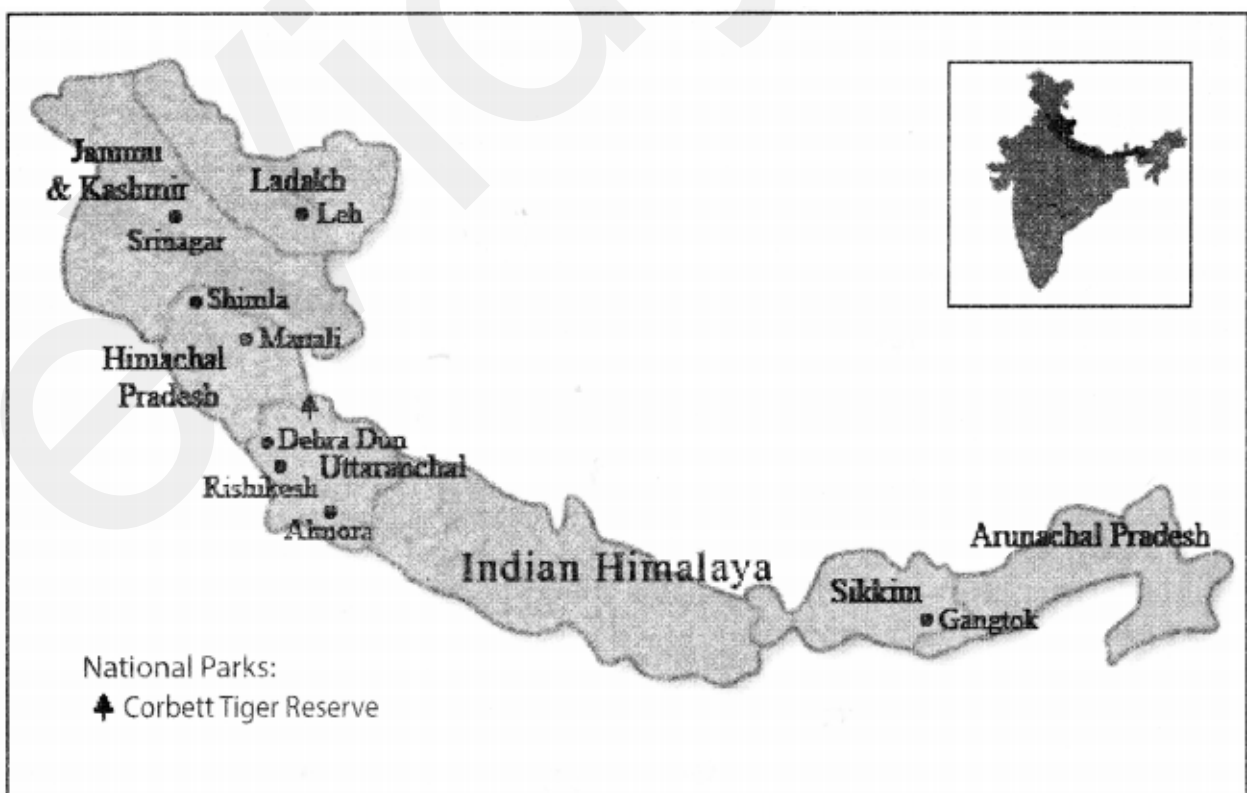 Jammu
& Kashmir
Srinagar
Ladakh
Leh
Shimla
Manali
Himachal
Pradesh
Dehra Dun
Uttaranchal
Rishikesh
Almora
Indian Himalaya
Sikkim
Gangtok
Arunachal Pradesh
National Parks:
Corbett Tiger Reserve